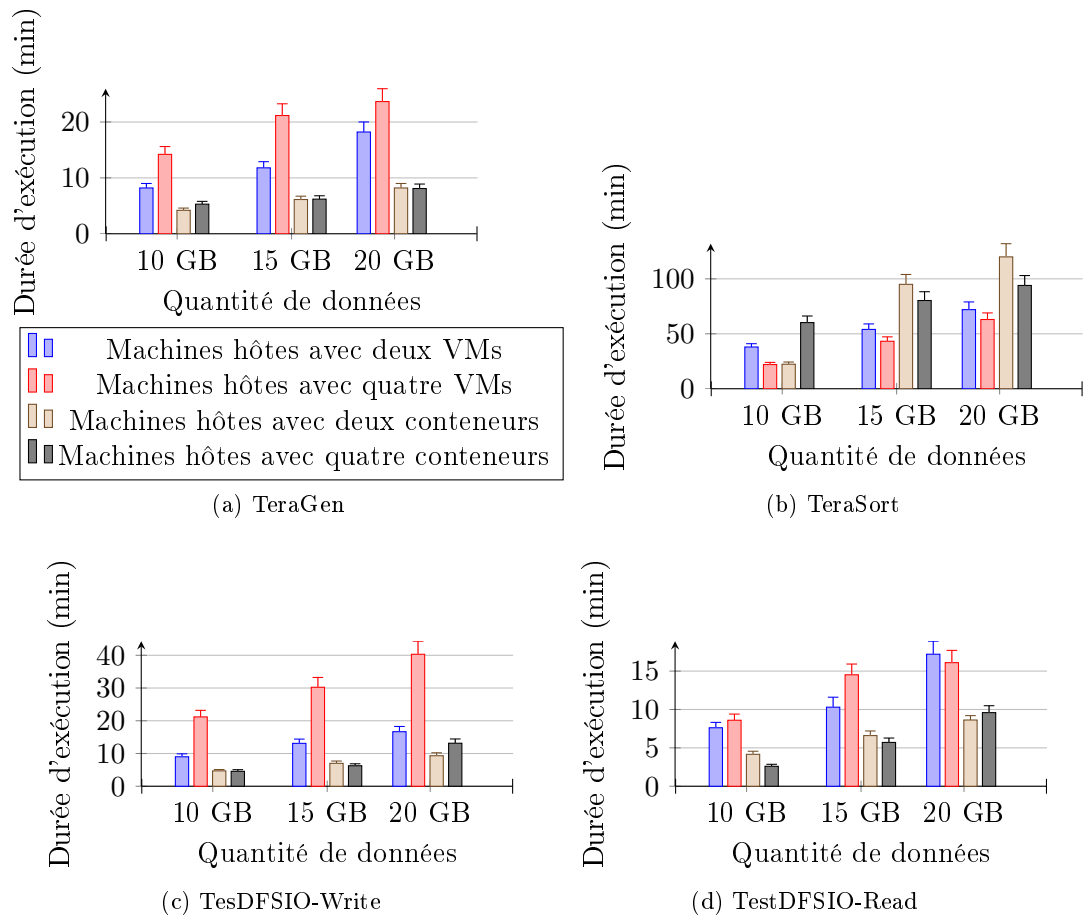 Durée d'exécution (min)
20
10
0
10 GB 15 GB 20 GB
Quantité de données
Machines hôtes avec deux VMs
Machines hôtes avec quatre VMs
Machines hôtes avec deux conteneurs
Machines hôtes avec quatre conteneurs
(a) TeraGen
Durée d'exécution (min)
100
50
0
10 GB 15 GB 20 GB
Quantité de données
(b) TeraSort
Durée d'exécution (min)
40
30
20
10
0
10 GB 15 GB 20 GB
Quantité de données
(c) TesDFSIO-Write
Durée d'exécution (min)
15
10
5
0
10 GB 15 GB 20 GB
Quantité de données
(d) TestDFSIO-Read